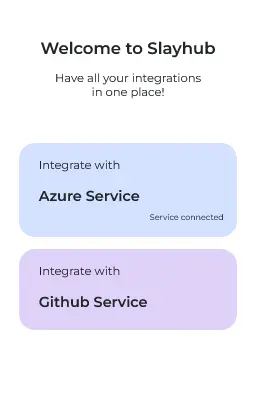 Welcome to Slayhub
Have all your integrations
in one place!
Integrate with
Azure Service
Service connected
Integrate with
Github Service